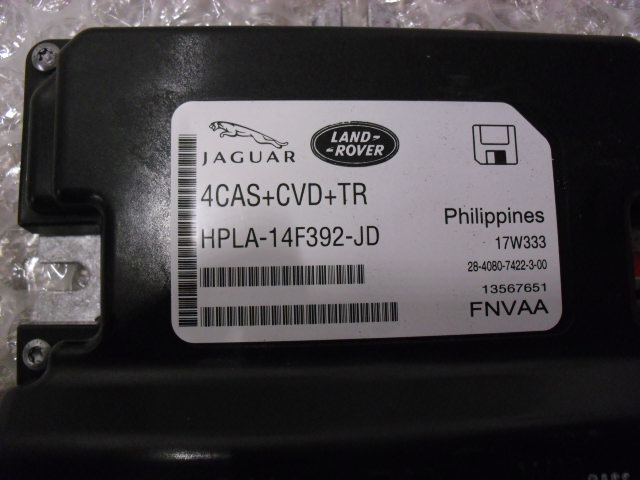 JAGUAR
LAND-
-ROVER
4CAS+CVD+TR
HPLA-14F392-JD
Philippines
17W333
28-4080-7422-3-00
13567651
FNVAA